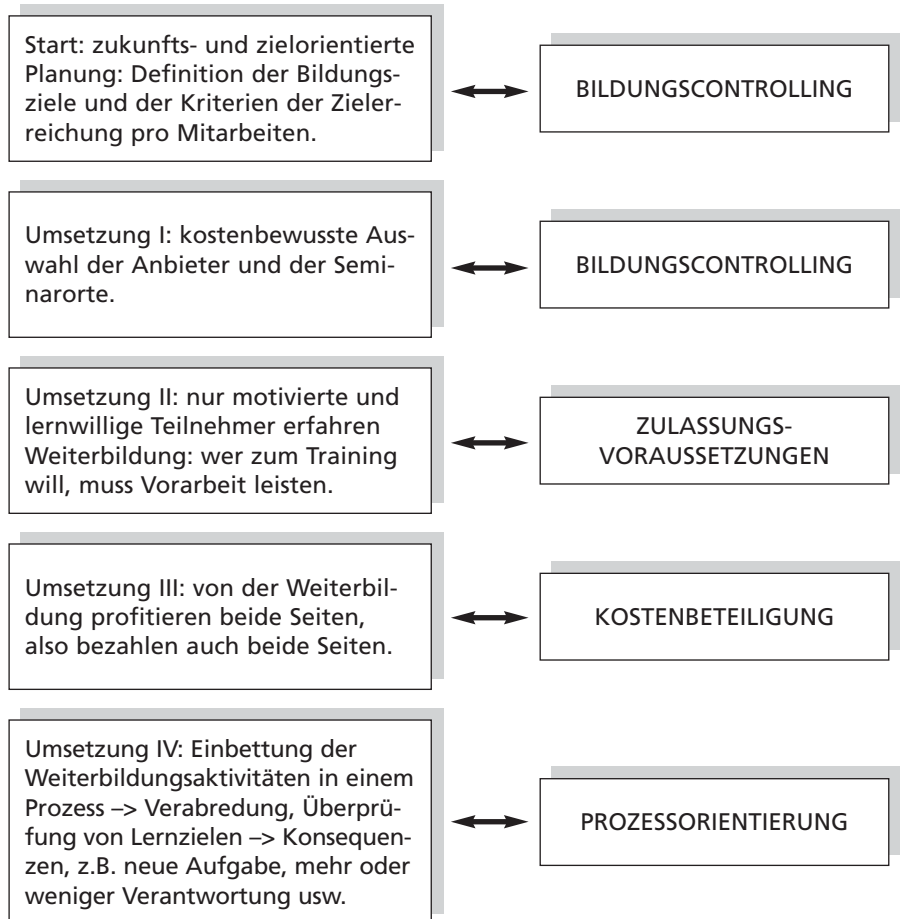 Start: zukunfts- und zielorientierte
Planung: Definition der Bildungs-
ziele und der Kriterien der Zieler-
reichung pro Mitarbeiten.
BILDUNGSCONTROLLING
Umsetzung I: kostenbewusste Aus-
wahl der Anbieter und der Semi-
narorte.
BILDUNGSCONTROLLING
Umsetzung II: nur motivierte und
lernwillige Teilnehmer erfahren
Weiterbildung: wer zum Training
will, muss Vorarbeit leisten.
ZULASSUNGS-
VORAUSSETZUNGEN
Umsetzung III: von der Weiterbil-
dung profitieren beide Seiten,
also bezahlen auch beide Seiten.
KOSTENBETEILIGUNG
Umsetzung IV: Einbettung der
Weiterbildungsaktivitäten in einem
Prozess –> Verabredung, Überprü-
fung von Lernzielen –> Konsequen-
zen, z.B. neue Aufgabe, mehr oder
weniger Verantwortung usw.
PROZESSORIENTIERUNG